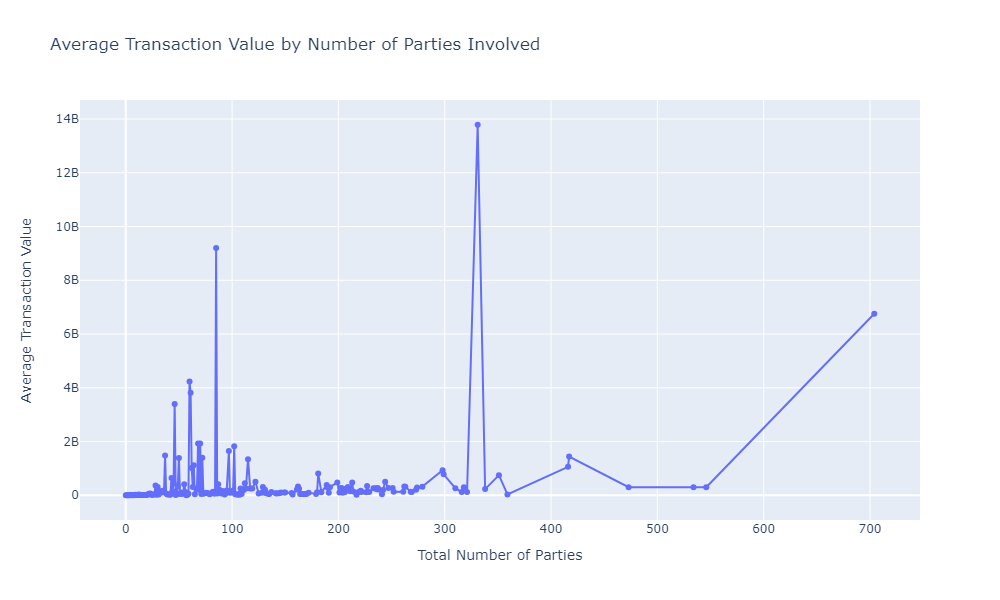 Average Transaction Value by Number of Parties Involved
14B
12B
10B
8B
6B
4B
2B
0
Average Transaction Value
0 100 200 300 400 500 600 700
Total Number of Parties